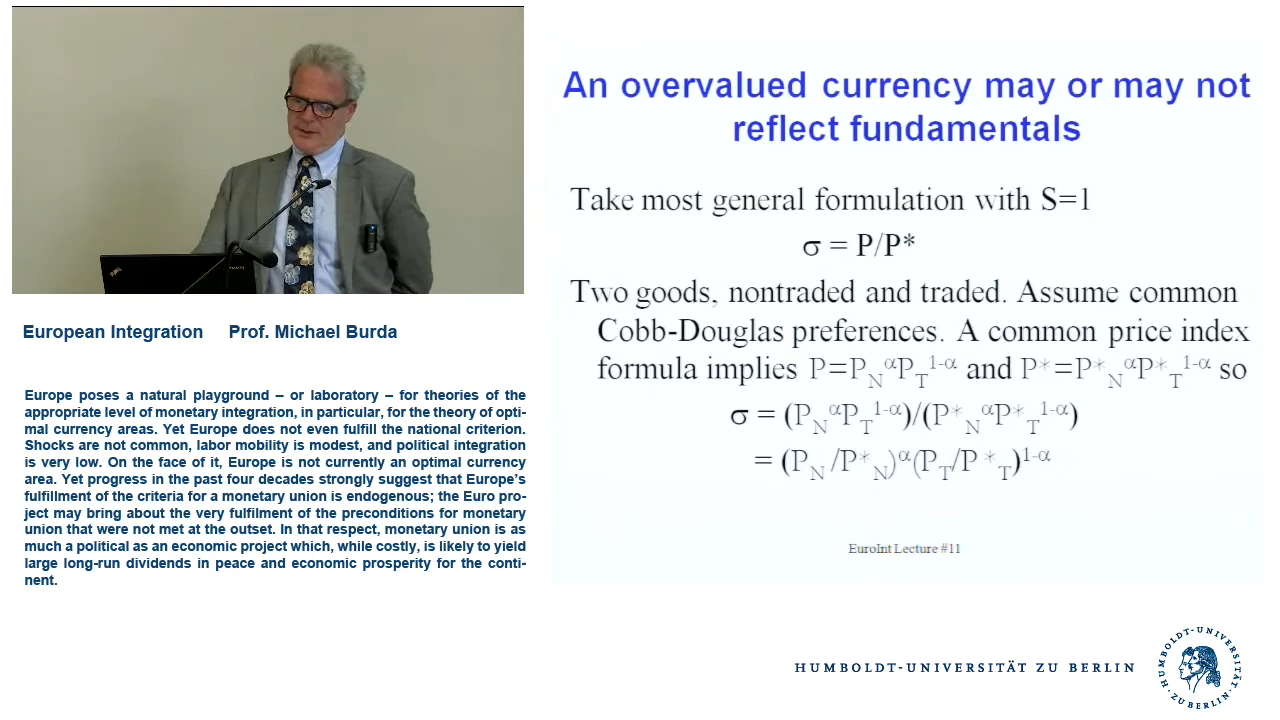 An overvalued currency may or may not
reflect fundamentals
Take most general formulation with S=1
σ = P/P*
Two goods, nontraded and traded. Assume common
Cobb-Douglas preferences. A common price index
formula implies P=P_N^αP_T^1-α and P*=P*_N^αP*_T^1-α so
σ = (P_N^αP_T^1-α)/(P*_N^αP*_T^1-α)
= (P_N/P*_N)^α(P_T/P*_T)^1-α
EuroInt Lecture #11
European Integration Prof. Michael Burda
Europe poses a natural playground – or laboratory – for theories of the
appropriate level of monetary integration, in particular, for the theory of opti-
mal currency areas. Yet Europe does not even fulfill the national criterion.
Shocks are not common, labor mobility is modest, and political integration
is very low. On the face of it, Europe is not currently an optimal currency
area. Yet progress in the past four decades strongly suggest that Europe's
fulfillment of the criteria for a monetary union is endogenous; the Euro pro-
ject may bring about the very fulfilment of the preconditions for monetary
union that were not met at the outset. In that respect, monetary union is as
much a political as an economic project which, while costly, is likely to yield
large long-run dividends in peace and economic prosperity for the conti-
nent.
HUMBOLDT-UNIVERSITÄT ZU BERLIN
·HUMBOLDT-UNIVERSITÄT·ZU BERLIN